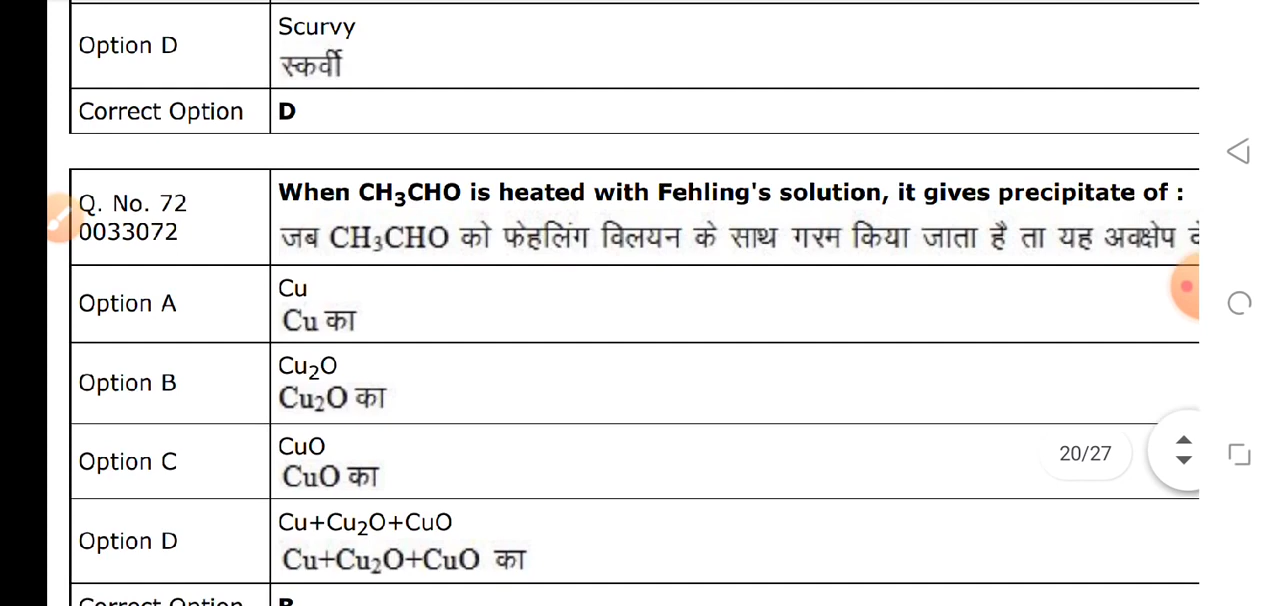 Option D
Scurvy
स्कर्वी
Correct Option
D
Q. No. 72
0033072
When CH₃CHO is heated with Fehling's solution, it gives precipitate of :
जब CH₃CHO को फेहलिंग विलयन के साथ गरम किया जाता है ता यह अवक्षेप
Option A
Cu
Cu का
Option B
Cu₂O
Cu₂O का
Option C
CuO
CuO का
20/27
Option D
Cu+Cu₂O+CuO
Cu+Cu₂O+CuO का
Correct Option
B